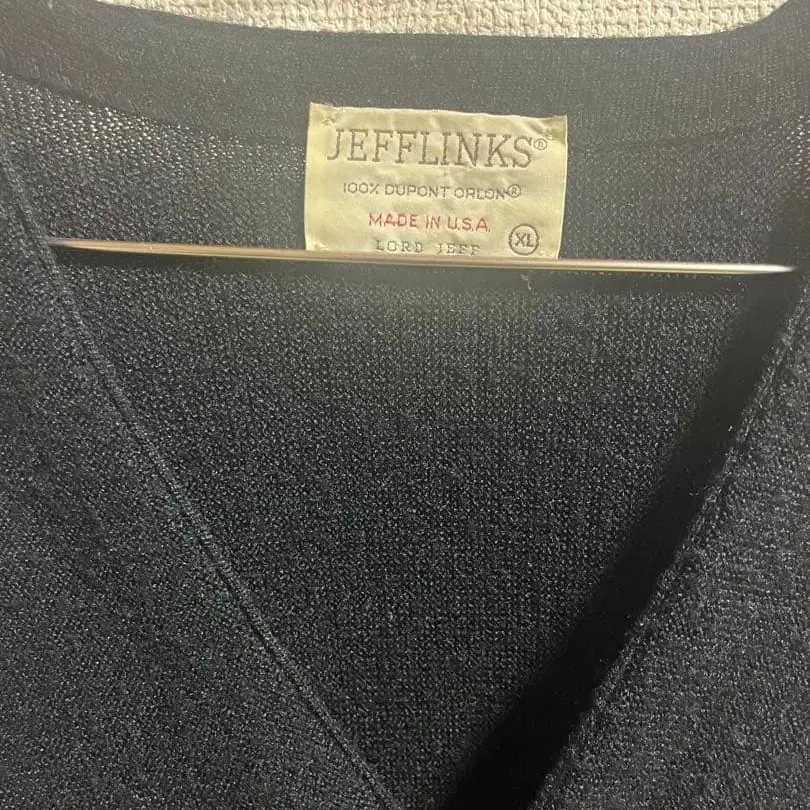 JEFFLINKS®
100% DUPONT ORLON®
MADE IN U.S.A.
LORD JEFF XL